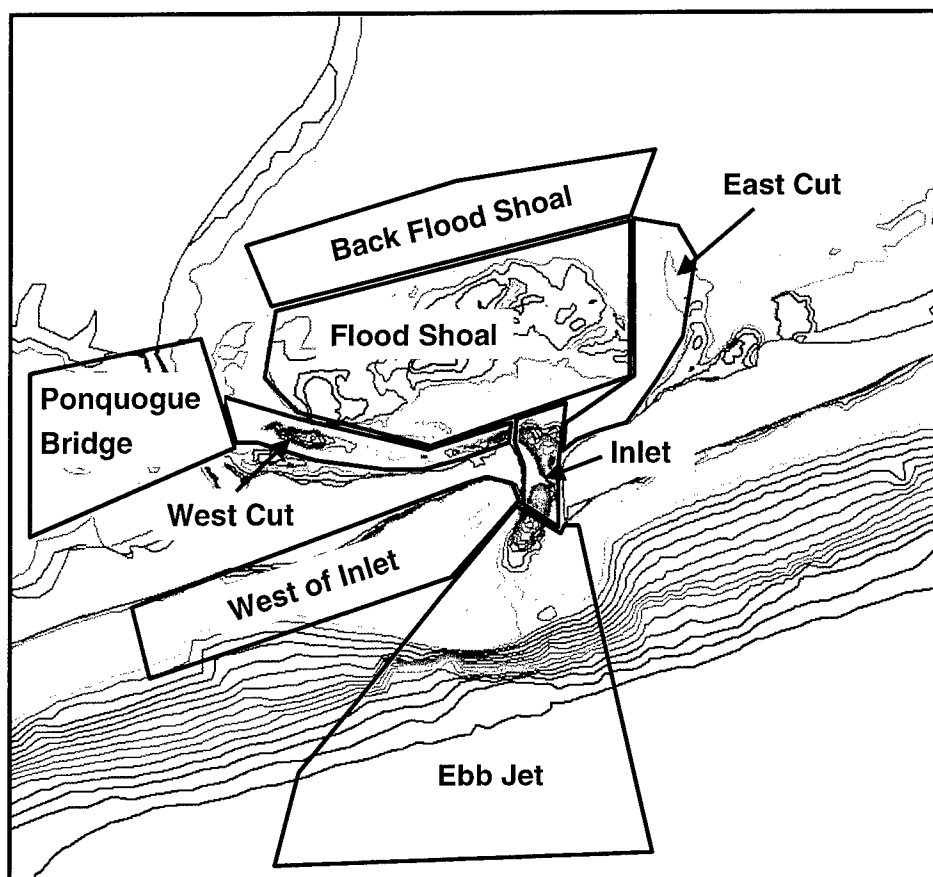 East Cut
Back Flood Shoal
Flood Shoal
Ponquogue
Bridge
Inlet
West Cut
West of Inlet
Ebb Jet